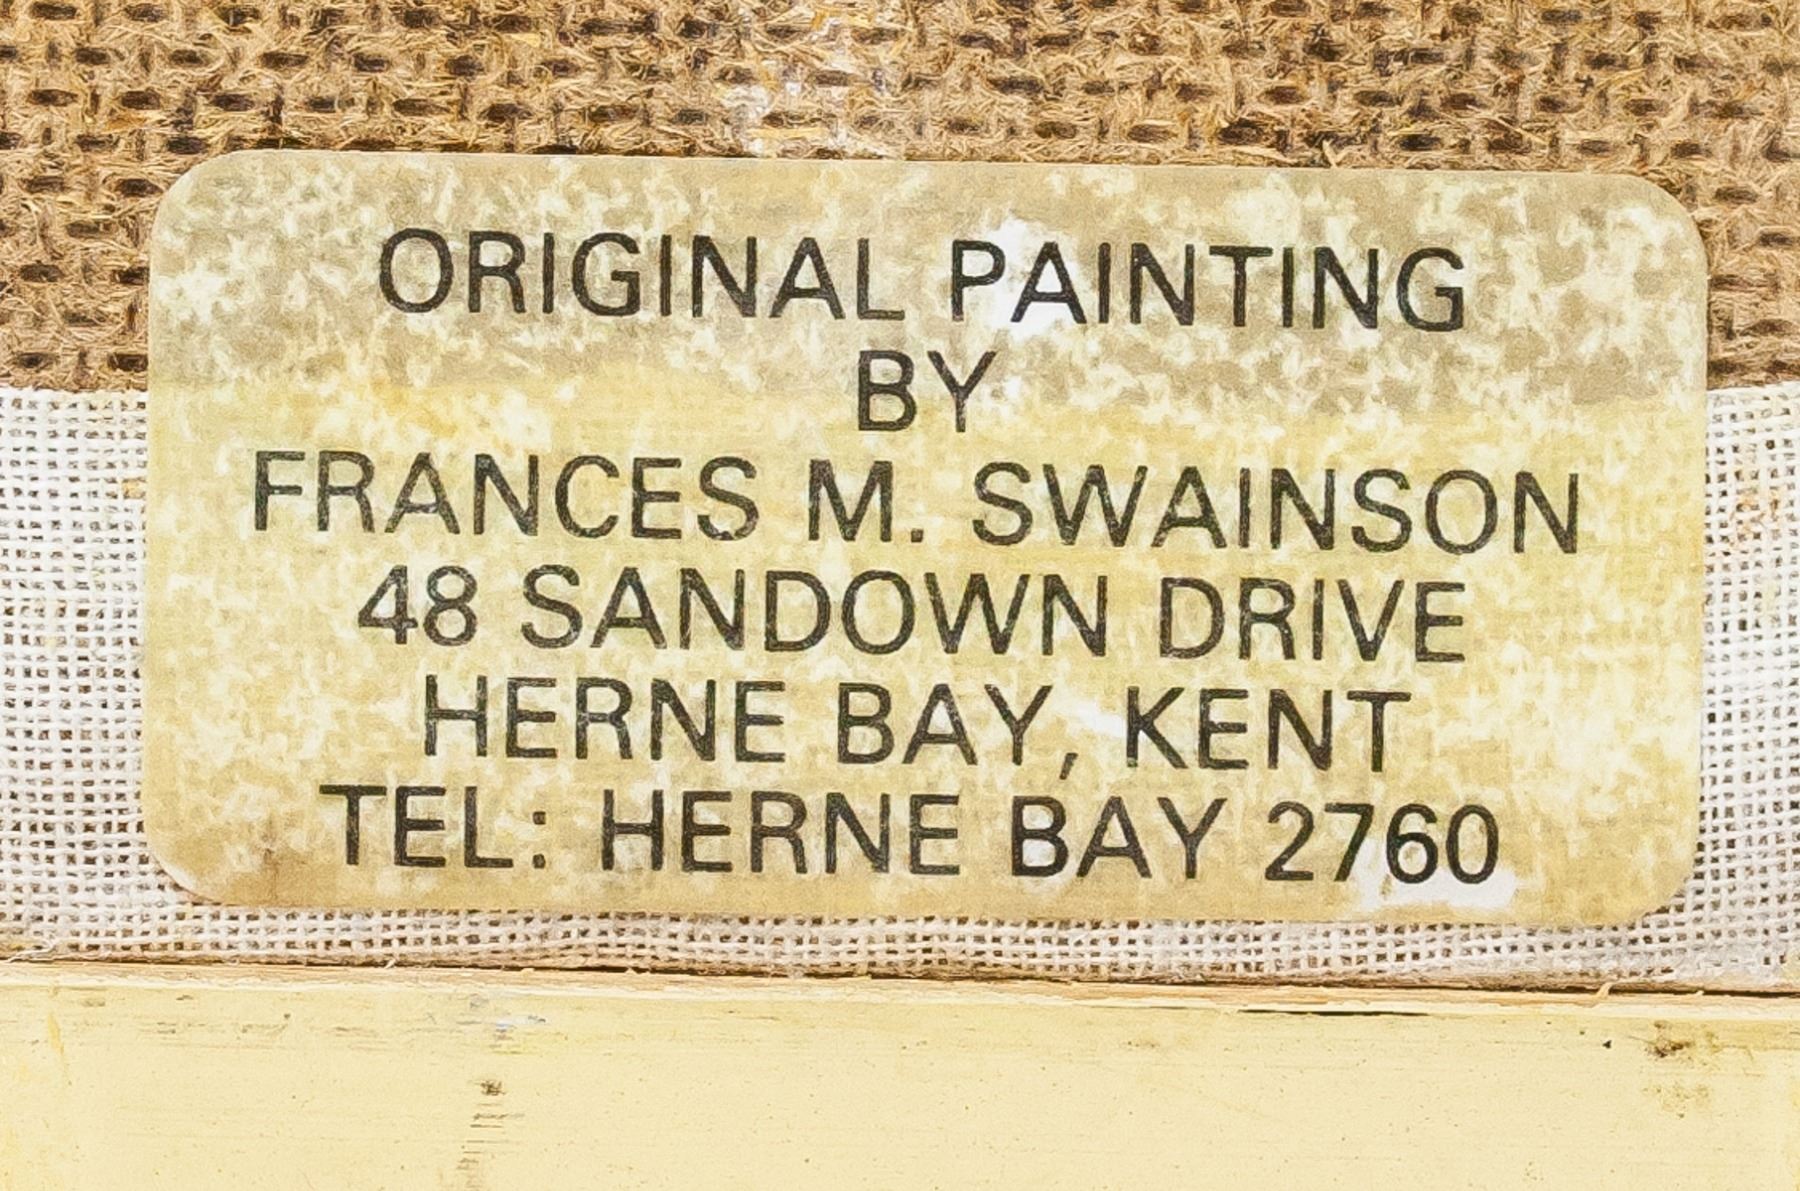 ORIGINAL PAINTING
BY
FRANCES M. SWAINSON
48 SANDOWN DRIVE
HERNE BAY, KENT
TEL: HERNE BAY 2760